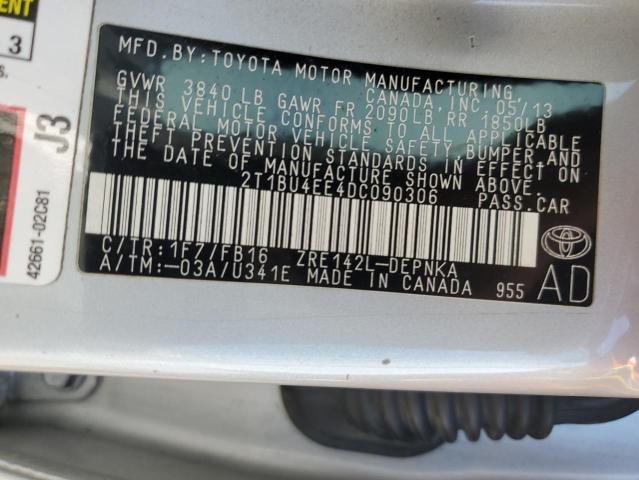 ENT
3
S.
J3
42661-02C81
MFD.BY:TOYOTA MOTOR MANUFACTURING
CANADA, INC. 05/13
GVWR 3840 LB GAWR FR 2090LB RR 1850LB
THIS VEHICLE CONFORMS TO ALL APPLICABLE
FEDERAL MOTOR VEHICLE SAFETY, BUMPER, AND
THEFT PREVENTION STANDARDS IN EFFECT ON
THE DATE OF MANUFACTURE SHOWN ABOVE.
2T1BU4EE4DC090306 PASS.CAR
C/TR:1F7/FB16 ZRE142L-DEPNKA
A/TM:-03A/U341E MADE IN CANADA 955
AD